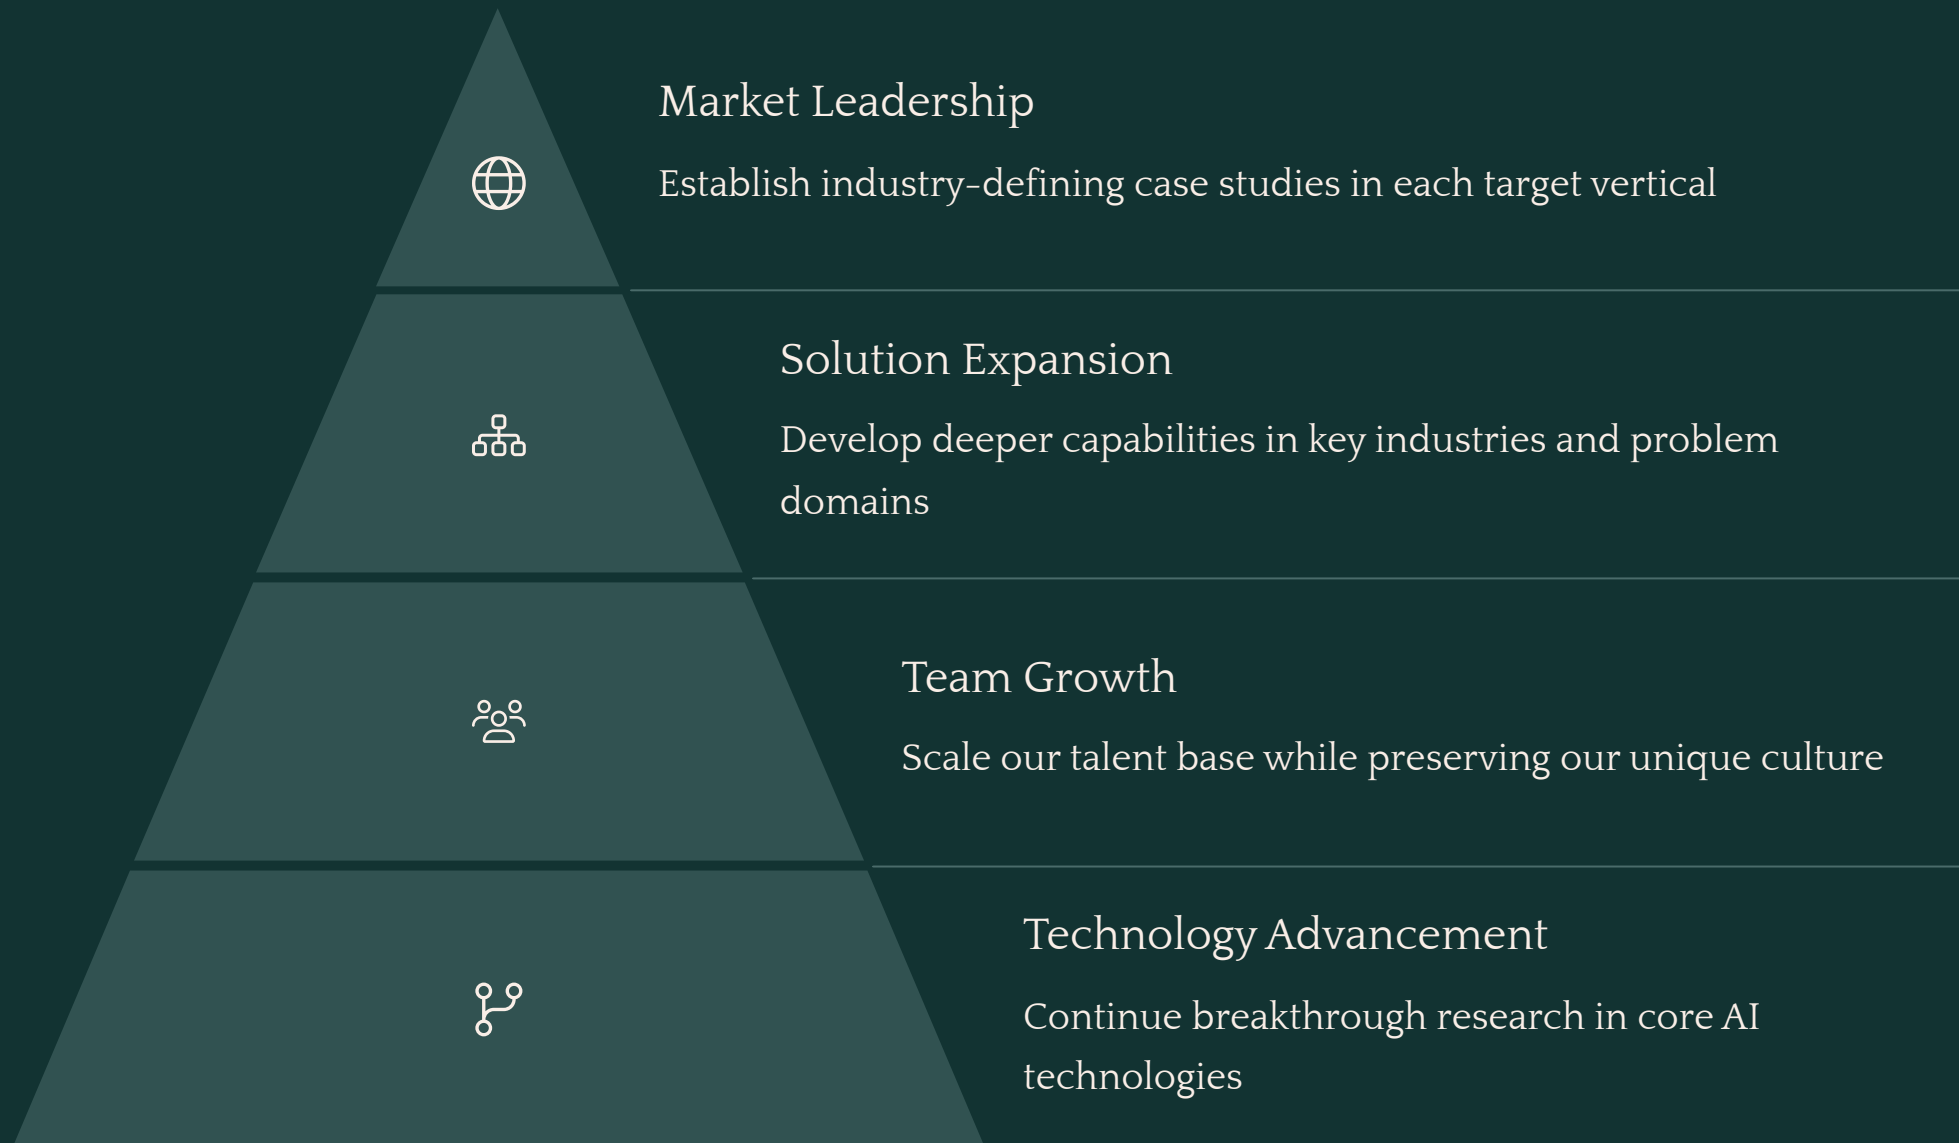 Market Leadership
Establish industry-defining case studies in each target vertical
Solution Expansion
Develop deeper capabilities in key industries and problem
domains
Team Growth
Scale our talent base while preserving our unique culture
Technology Advancement
Continue breakthrough research in core AI
technologies